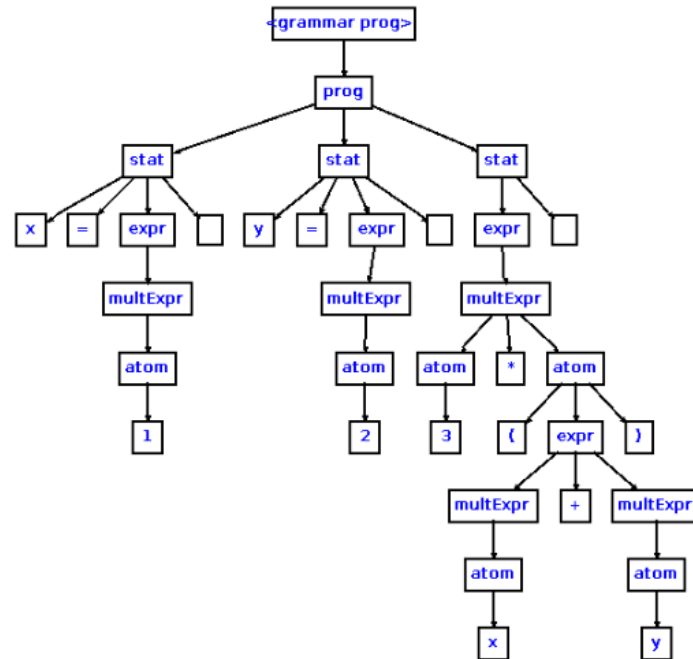 <grammar prog>
prog
stat stat stat
x = expr y = expr expr
multExpr multExpr multExpr
atom atom atom * atom
1 2 3 ( expr )
multExpr + multExpr
atom atom
x y